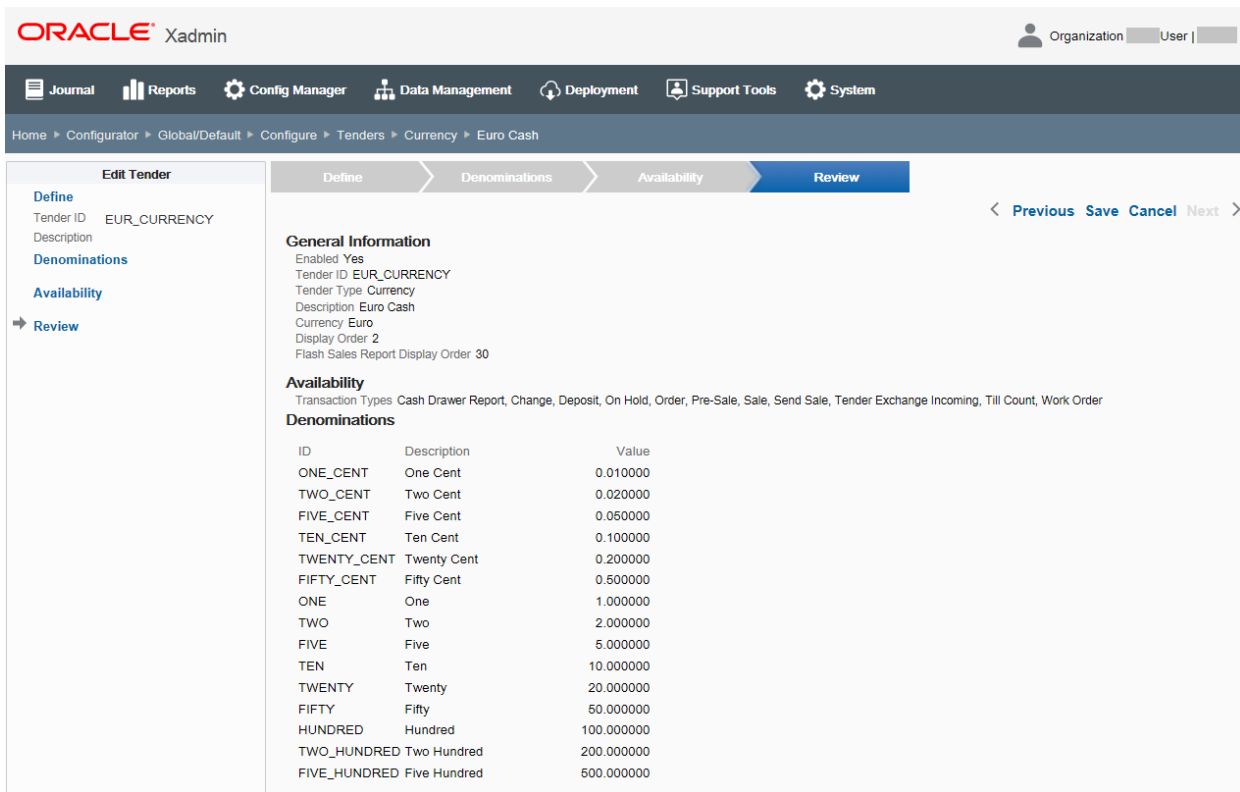 ORACLE Xadmin
Organization User |
Journal Reports Config Manager Data Management Deployment Support Tools System
Home Configurator Global/Default Configure Tenders Currency Euro Cash
Edit Tender
Define
Tender ID EUR_CURRENCY
Description
Denominations
Availability
Review
Define Denominations Availability Review
< Previous Save Cancel Next >
General Information
Enabled Yes
Tender ID EUR_CURRENCY
Tender Type Currency
Description Euro Cash
Currency Euro
Display Order 2
Flash Sales Report Display Order 30
Availability
Transaction Types Cash Drawer Report, Change, Deposit, On Hold, Order, Pre-Sale, Sale, Send Sale, Tender Exchange Incoming, Till Count, Work Order
Denominations
ID Description Value
ONE_CENT One Cent 0.010000
TWO_CENT Two Cent 0.020000
FIVE_CENT Five Cent 0.050000
TEN_CENT Ten Cent 0.100000
TWENTY_CENT Twenty Cent 0.200000
FIFTY_CENT Fifty Cent 0.500000
ONE One 1.000000
TWO Two 2.000000
FIVE Five 5.000000
TEN Ten 10.000000
TWENTY Twenty 20.000000
FIFTY Fifty 50.000000
HUNDRED Hundred 100.000000
TWO_HUNDRED Two Hundred 200.000000
FIVE_HUNDRED Five Hundred 500.000000